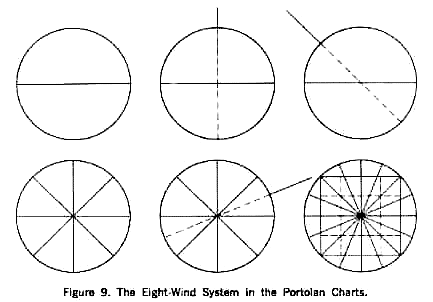 Figure 9. The Eight-Wind System in the Portolan Charts.